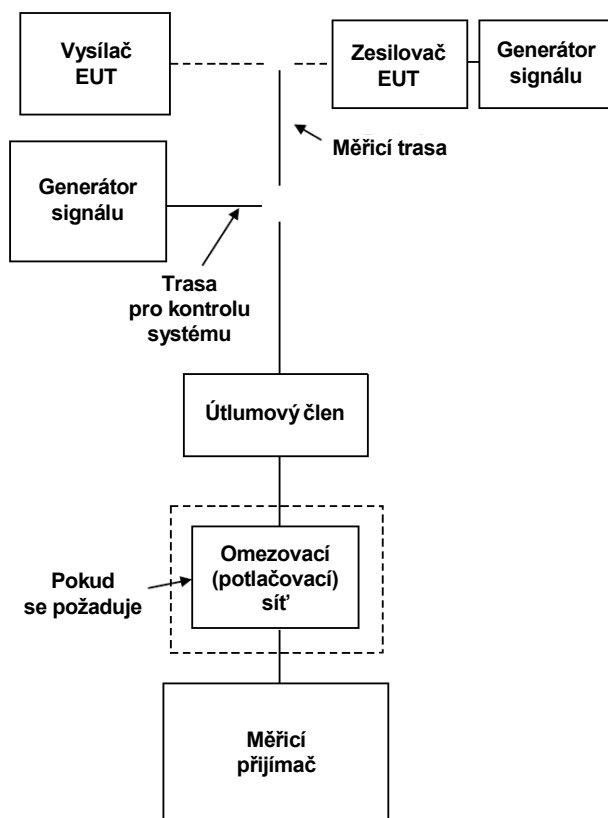 Vysílač
EUT
Zesilovač
EUT
Generátor
signálu
Měřicí trasa
Generátor
signálu
Trasa
pro kontrolu
systému
Útlumový člen
Omezovací
(potlačovací)
síť
Pokud
se požaduje
Měřicí
přijímač